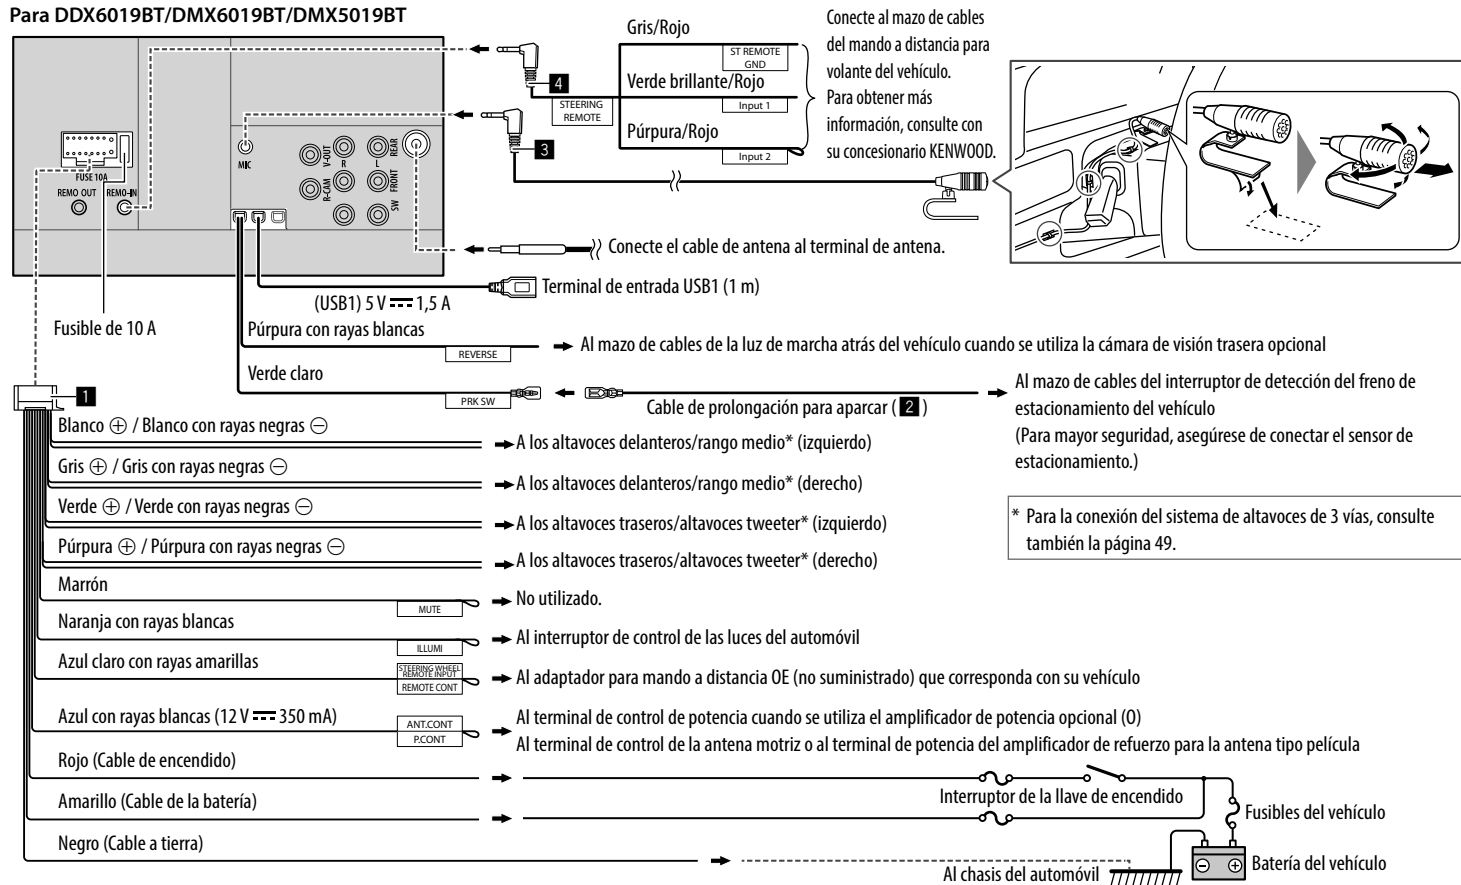 Para DDX6019BT/DMX6019BT/DMX5019BT
Gris/Rojo
ST REMOTE
GND
Verde brillante/Rojo
Input 1
STEERING
REMOTE
Púrpura/Rojo
Input 2
4
3
Conecte al mazo de cables
del mando a distancia para
volante del vehículo.
Para obtener más
información, consulte con
su concesionario KENWOOD.
FUSE 10A
REMO OUT
REMO-IN
MIC
V-OUT
R-CAM
R
L
REAR
FRONT
SW
Conecte el cable de antena al terminal de antena.
Terminal de entrada USB1 (1 m)
(USB1) 5 V ⎓ 1,5 A
Fusible de 10 A
Púrpura con rayas blancas
REVERSE
Al mazo de cables de la luz de marcha atrás del vehículo cuando se utiliza la cámara de visión trasera opcional
Verde claro
PRK SW
Cable de prolongación para aparcar ( 2 )
Al mazo de cables del interruptor de detección del freno de
estacionamiento del vehículo
(Para mayor seguridad, asegúrese de conectar el sensor de
estacionamiento.)
1
Blanco ⊕ / Blanco con rayas negras ⊖
A los altavoces delanteros/rango medio* (izquierdo)
Gris ⊕ / Gris con rayas negras ⊖
A los altavoces delanteros/rango medio* (derecho)
Verde ⊕ / Verde con rayas negras ⊖
A los altavoces traseros/altavoces tweeter* (izquierdo)
Púrpura ⊕ / Púrpura con rayas negras ⊖
A los altavoces traseros/altavoces tweeter* (derecho)
* Para la conexión del sistema de altavoces de 3 vías, consulte
también la página 49.
Marrón
MUTE
No utilizado.
Naranja con rayas blancas
ILLUMI
Al interruptor de control de las luces del automóvil
Azul claro con rayas amarillas
STEERING WHEEL
REMOTE INPUT
REMOTE CONT
Al adaptador para mando a distancia OE (no suministrado) que corresponda con su vehículo
Azul con rayas blancas (12 V ⎓ 350 mA)
ANT.CONT
P.CONT
Al terminal de control de potencia cuando se utiliza el amplificador de potencia opcional (O)
Al terminal de control de la antena motriz o al terminal de potencia del amplificador de refuerzo para la antena tipo película
Rojo (Cable de encendido)
Interruptor de la llave de encendido
Amarillo (Cable de la batería)
Fusibles del vehículo
Negro (Cable a tierra)
Al chasis del automóvil
Batería del vehículo